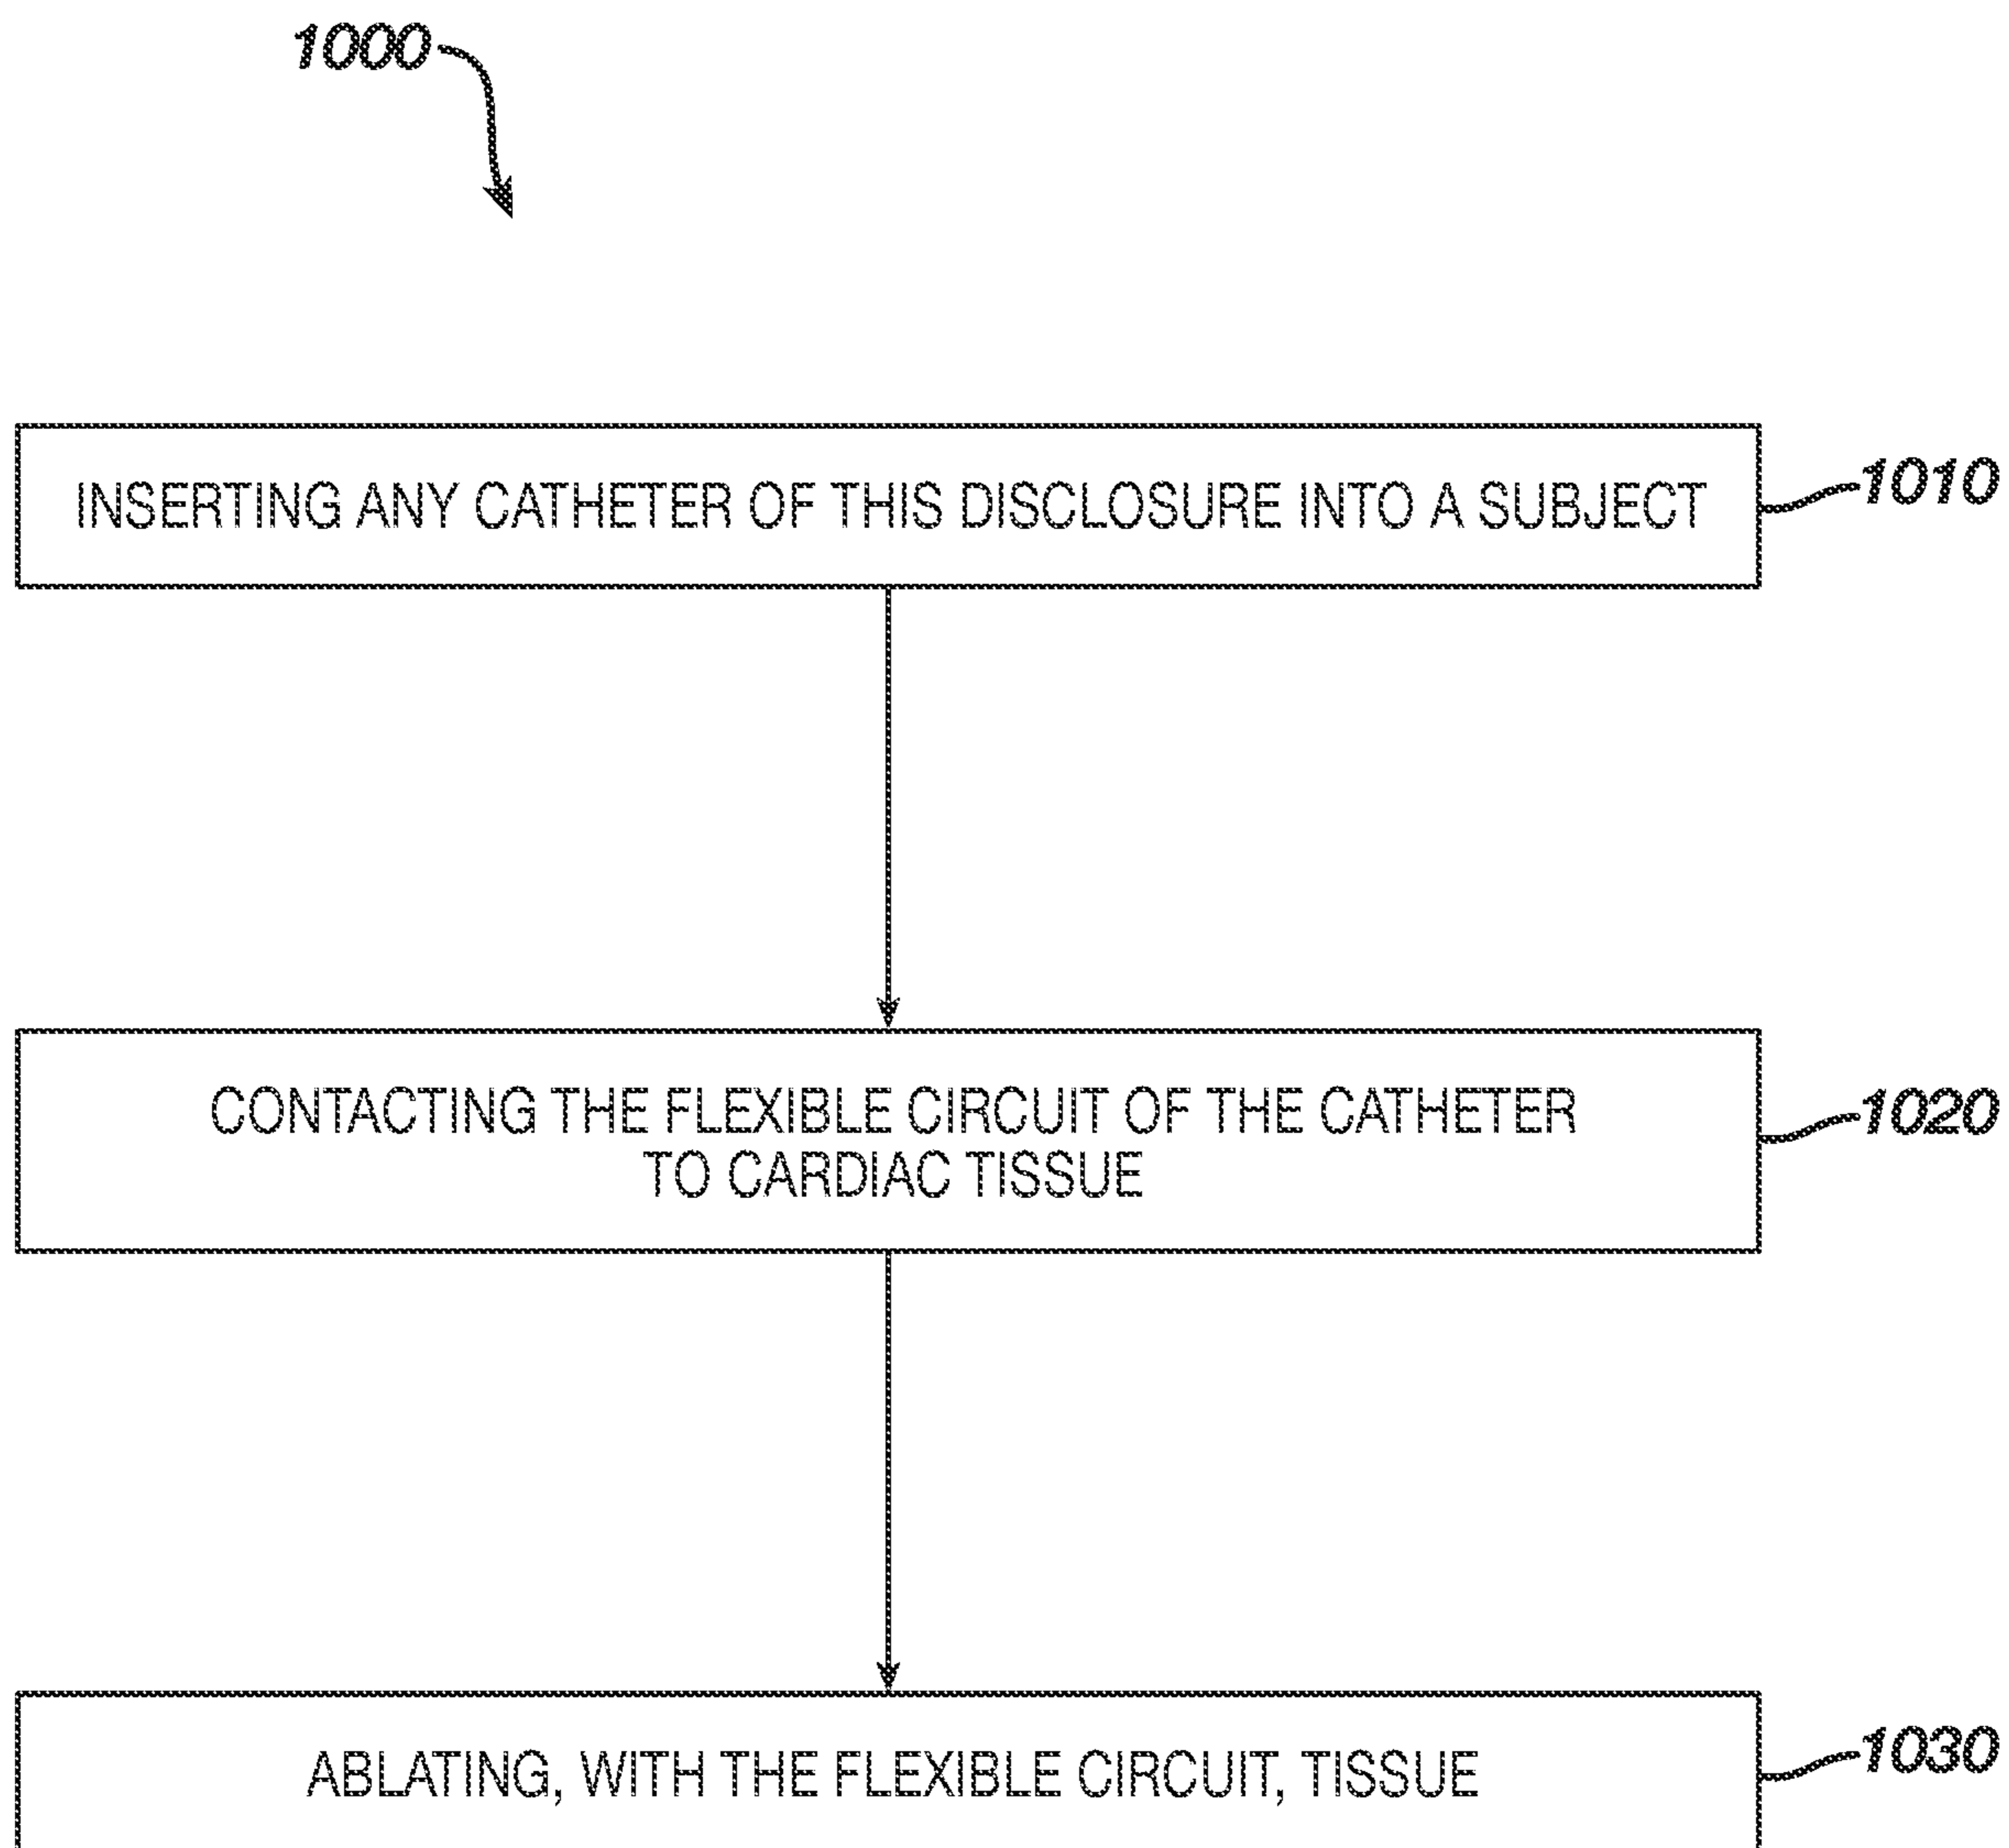 1000
INSERTING ANY CATHETER OF THIS DISCLOSURE INTO A SUBJECT
1010
CONTACTING THE FLEXIBLE CIRCUIT OF THE CATHETER
TO CARDIAC TISSUE
1020
ABLATING, WITH THE FLEXIBLE CIRCUIT, TISSUE
1030